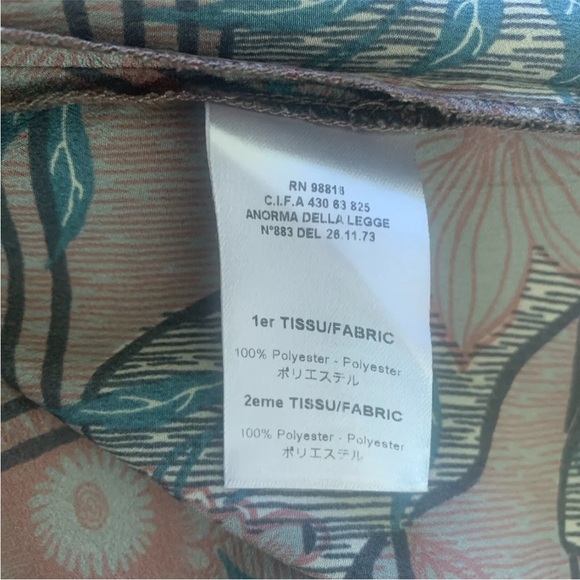 RN 98818
C.I.F.A 430 63 825
ANORMA DELLA LEGGE
N°883 DEL 26.11.73
1er TISSU/FABRIC
100% Polyester - Polyester
ポリエステル
2eme TISSU/FABRIC
100% Polyester - Polyester
ポリエステル